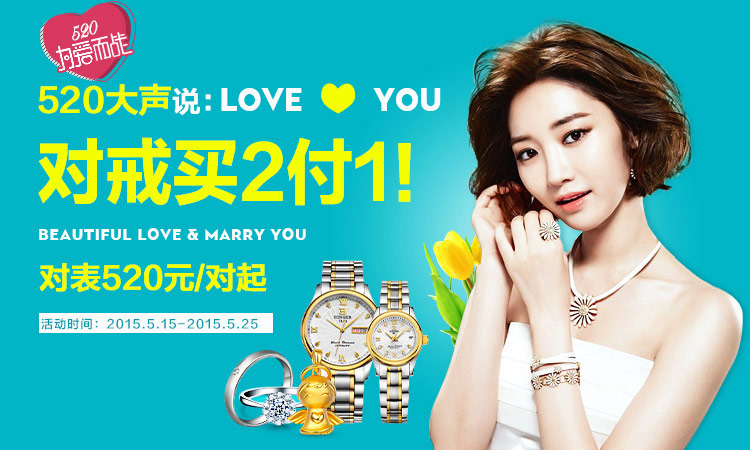 520
为爱而能
520大声说:LOVE YOU
对戒买2付1!
BEAUTIFUL LOVE & MARRY YOU
对表520元/对起
活动时间：2015.5.15-2015.5.25